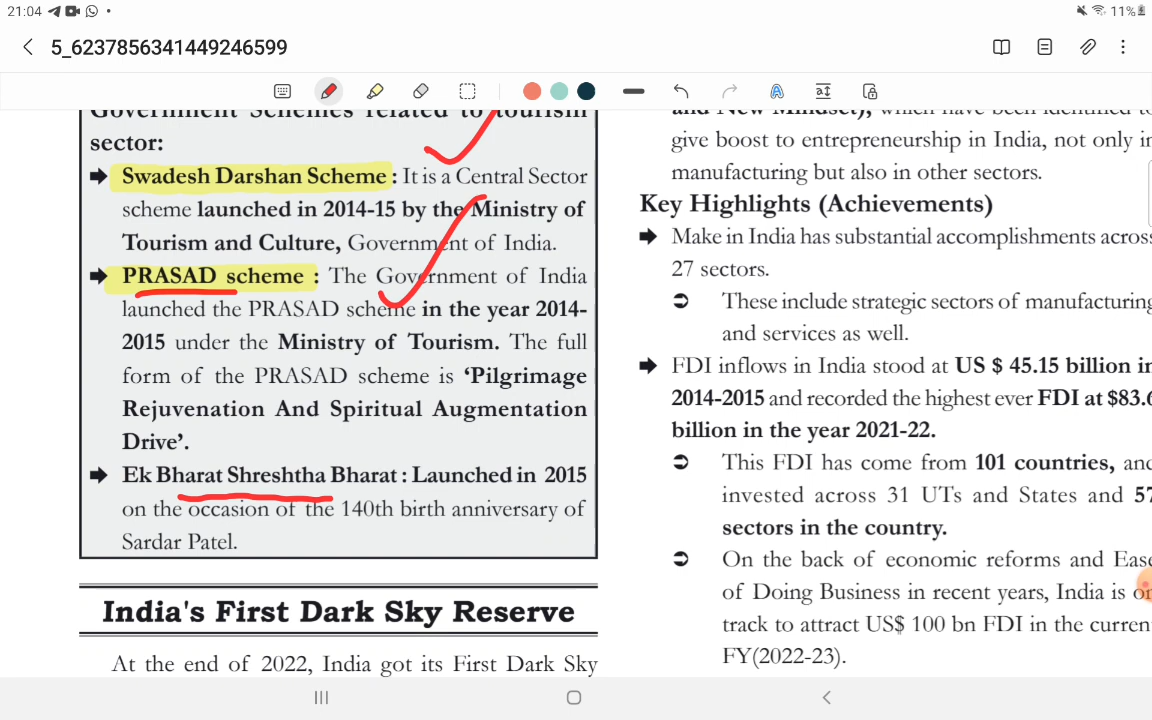 21:04
11%
5_6237856341449246599
Government Schemes related to tourism
sector:
Swadesh Darshan Scheme : It is a Central Sector
scheme launched in 2014-15 by the Ministry of
Tourism and Culture, Government of India.
PRASAD scheme : The Government of India
launched the PRASAD scheme in the year 2014-
2015 under the Ministry of Tourism. The full
form of the PRASAD scheme is ‘Pilgrimage
Rejuvenation And Spiritual Augmentation
Drive’.
Ek Bharat Shreshtha Bharat : Launched in 2015
on the occasion of the 140th birth anniversary of
Sardar Patel.
India's First Dark Sky Reserve
At the end of 2022, India got its First Dark Sky
and New Mindset), which have been identified to
give boost to entrepreneurship in India, not only in
manufacturing but also in other sectors.
Key Highlights (Achievements)
Make in India has substantial accomplishments across
27 sectors.
These include strategic sectors of manufacturing
and services as well.
FDI inflows in India stood at US $ 45.15 billion in
2014-2015 and recorded the highest ever FDI at $83.6
billion in the year 2021-22.
This FDI has come from 101 countries, and
invested across 31 UTs and States and 57
sectors in the country.
On the back of economic reforms and Ease
of Doing Business in recent years, India is on
track to attract US$ 100 bn FDI in the current
FY(2022-23).